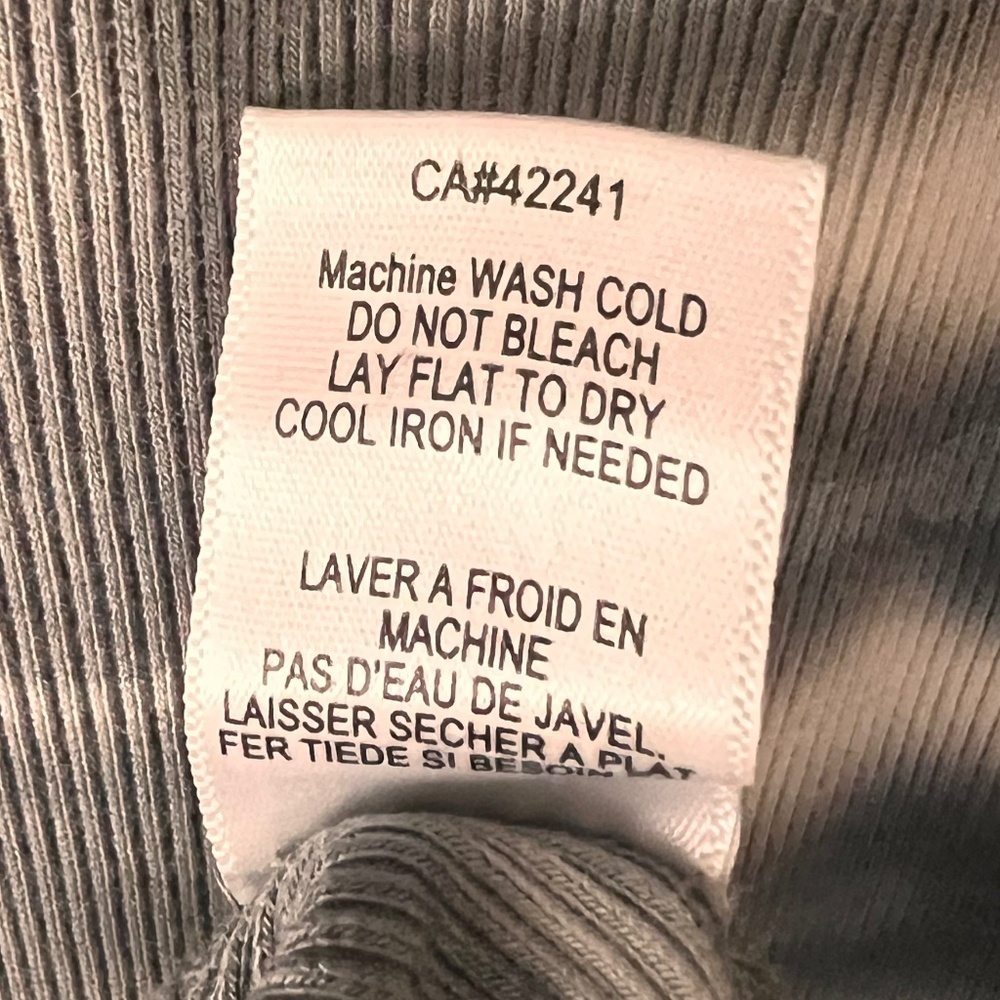 CA#42241
Machine WASH COLD
DO NOT BLEACH
LAY FLAT TO DRY
COOL IRON IF NEEDED
LAVER A FROID EN
MACHINE
PAS D'EAU DE JAVEL.
LAISSER SECHER A PLAT
FER TIEDE SI BESOIN